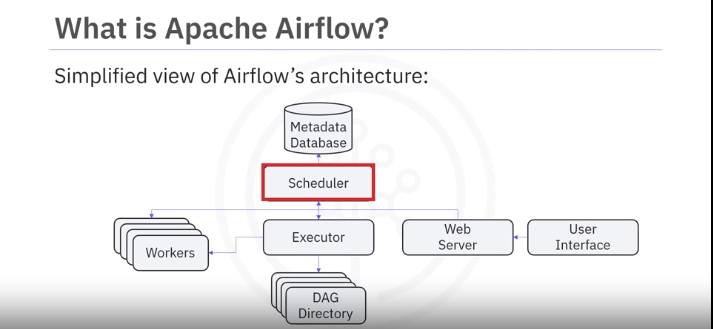 What is Apache Airflow?
Simplified view of Airflow's architecture:
Metadata
Database
Scheduler
Workers
Executor
Web
Server
User
Interface
DAG
Directory